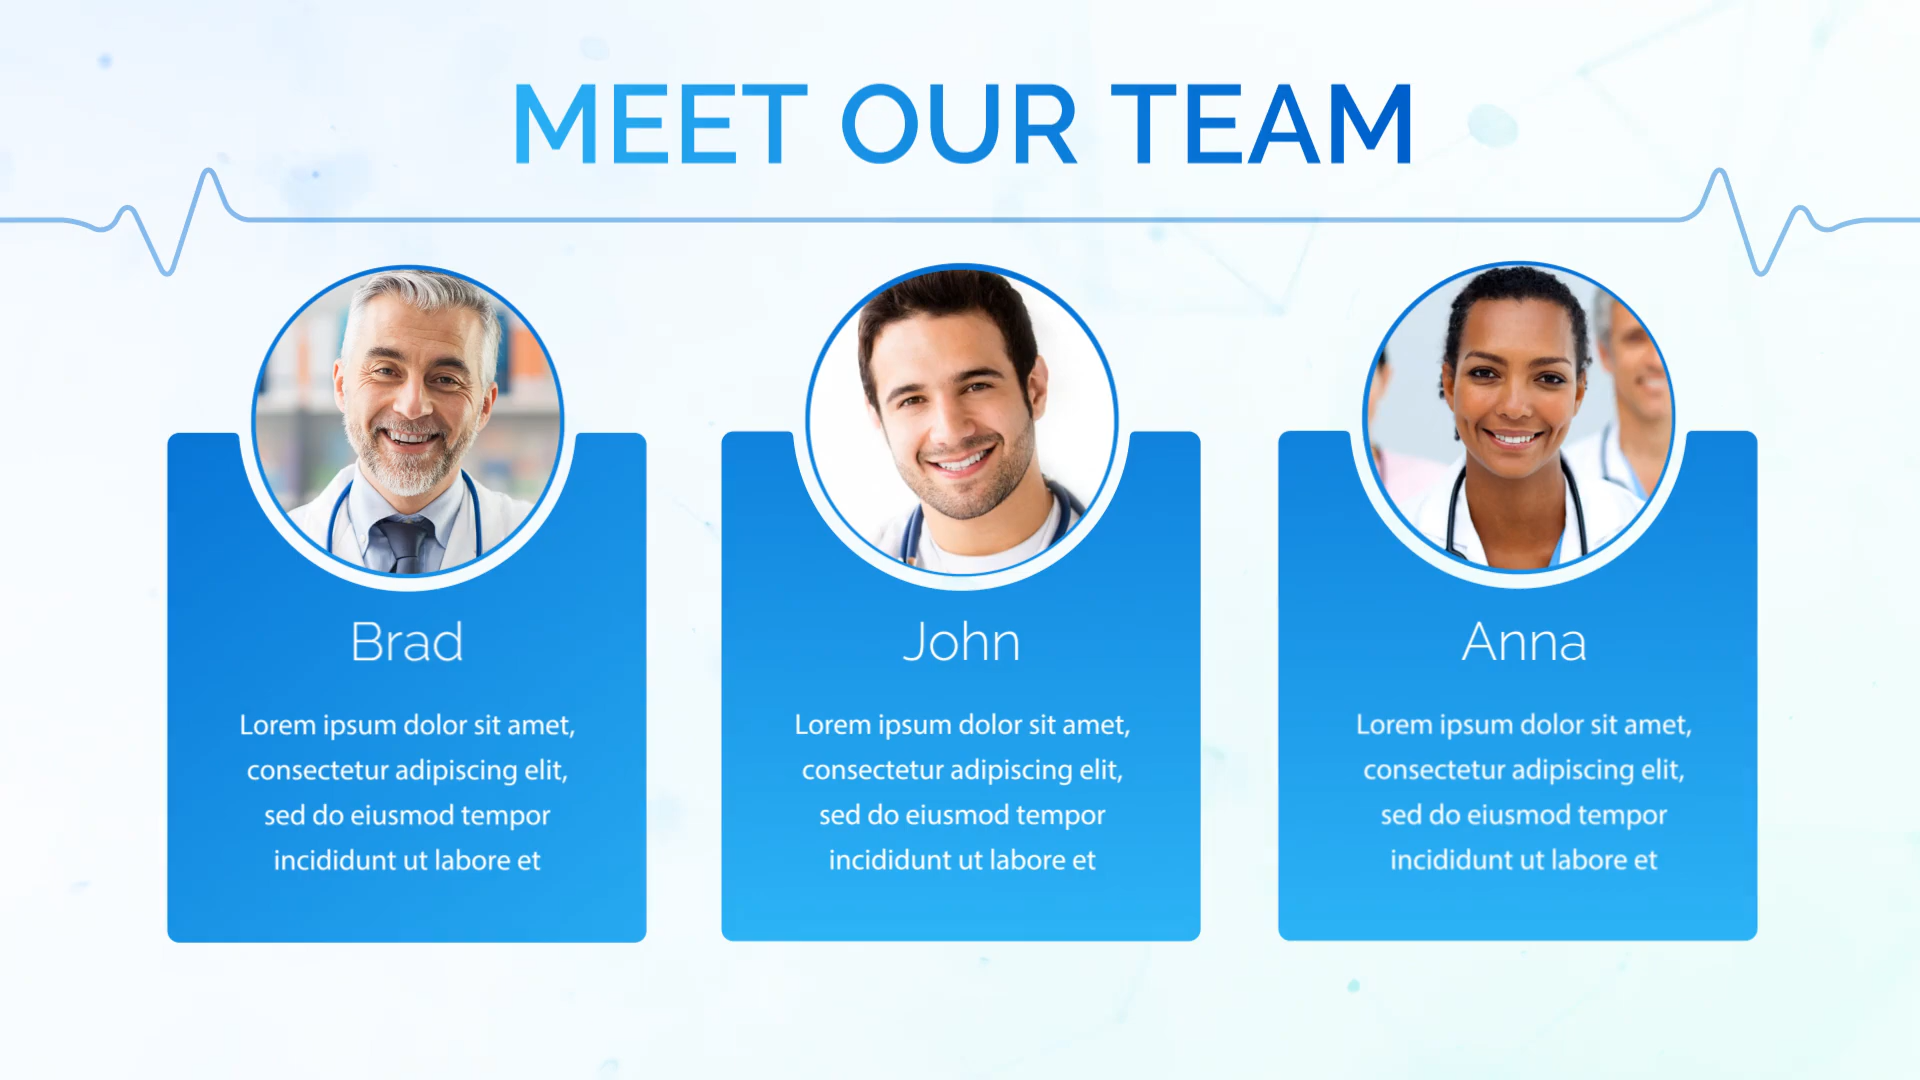 MEET OUR TEAM
Brad
Lorem ipsum dolor sit amet,
consectetur adipiscing elit,
sed do eiusmod tempor
incididunt ut labore et
John
Lorem ipsum dolor sit amet,
consectetur adipiscing elit,
sed do eiusmod tempor
incididunt ut labore et
Anna
Lorem ipsum dolor sit amet,
consectetur adipiscing elit,
sed do eiusmod tempor
incididunt ut labore et